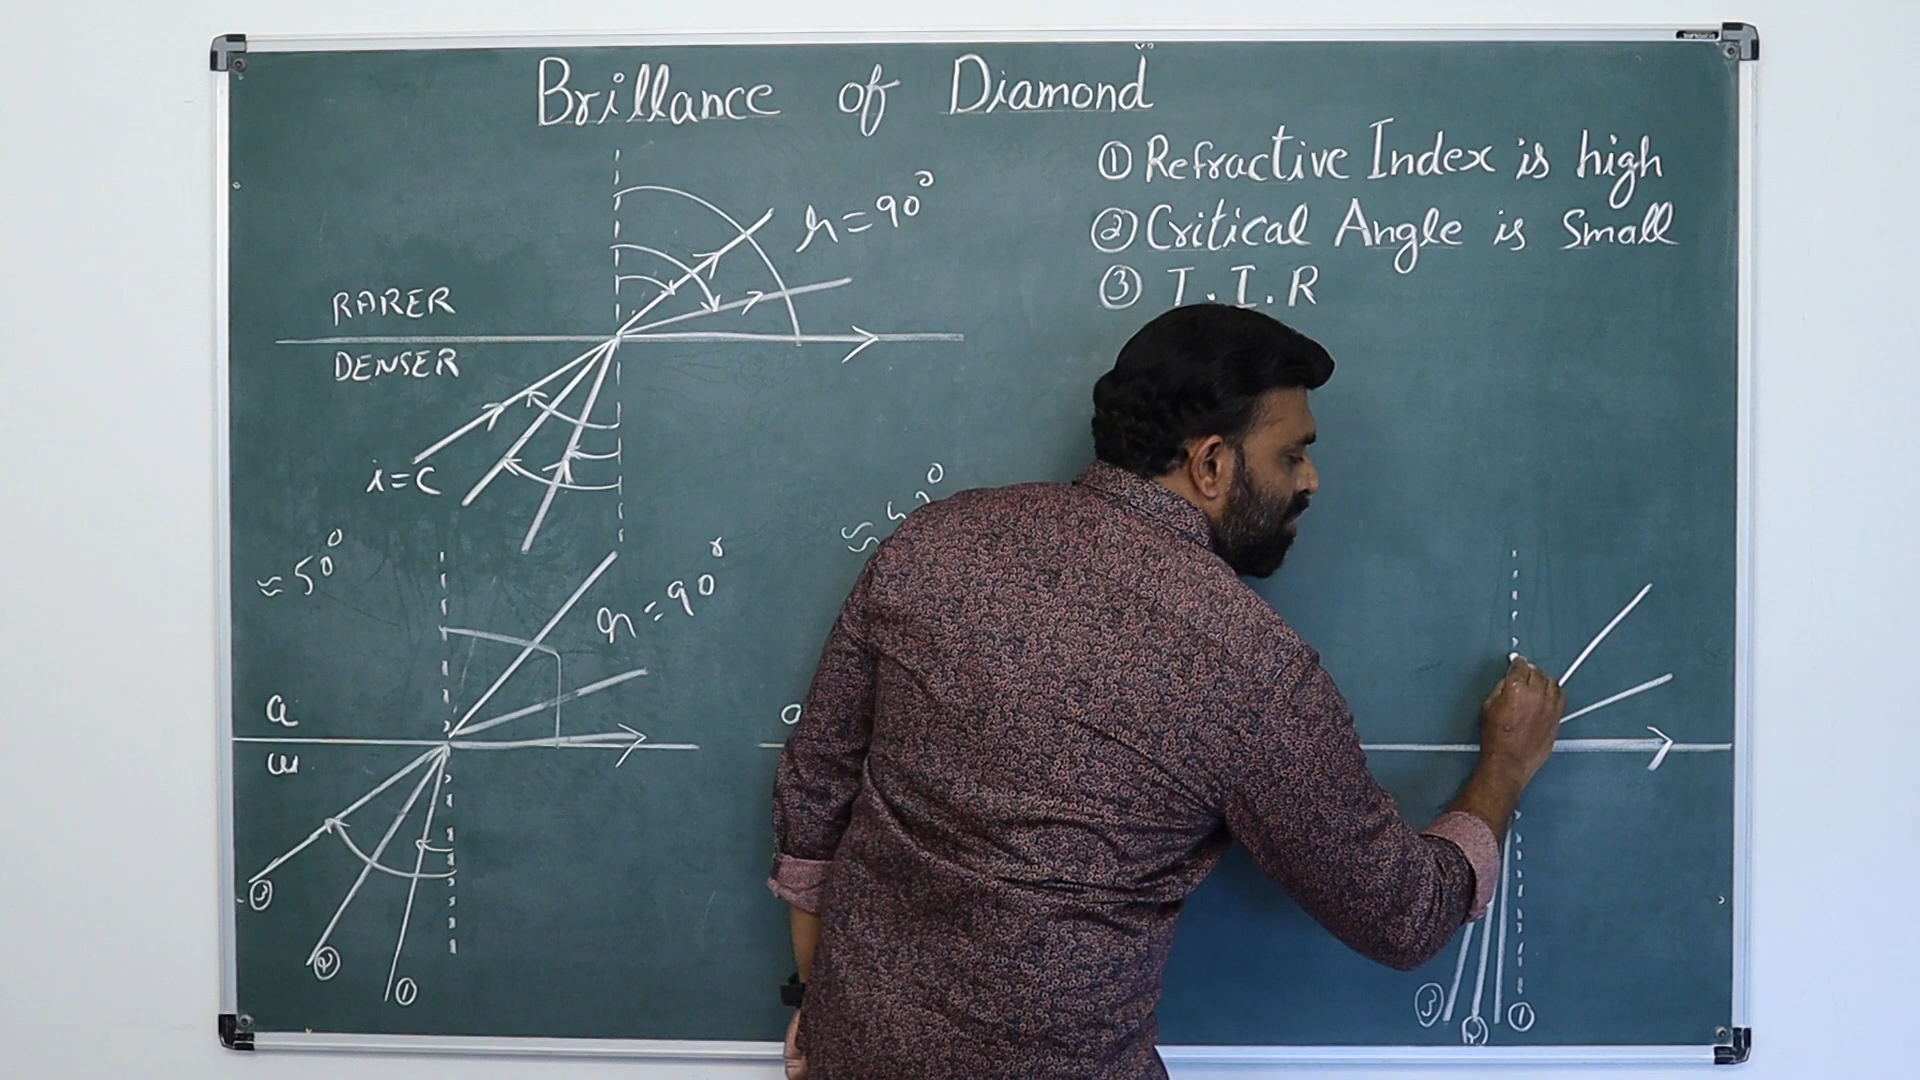 Brillance of Diamond
① Refractive Index is high
② Critical Angle is Small
③ T.I.R
r=90°
RARER
DENSER
i=C
≈50°
r=90°
a
w
③
②
①
a
③
②
①